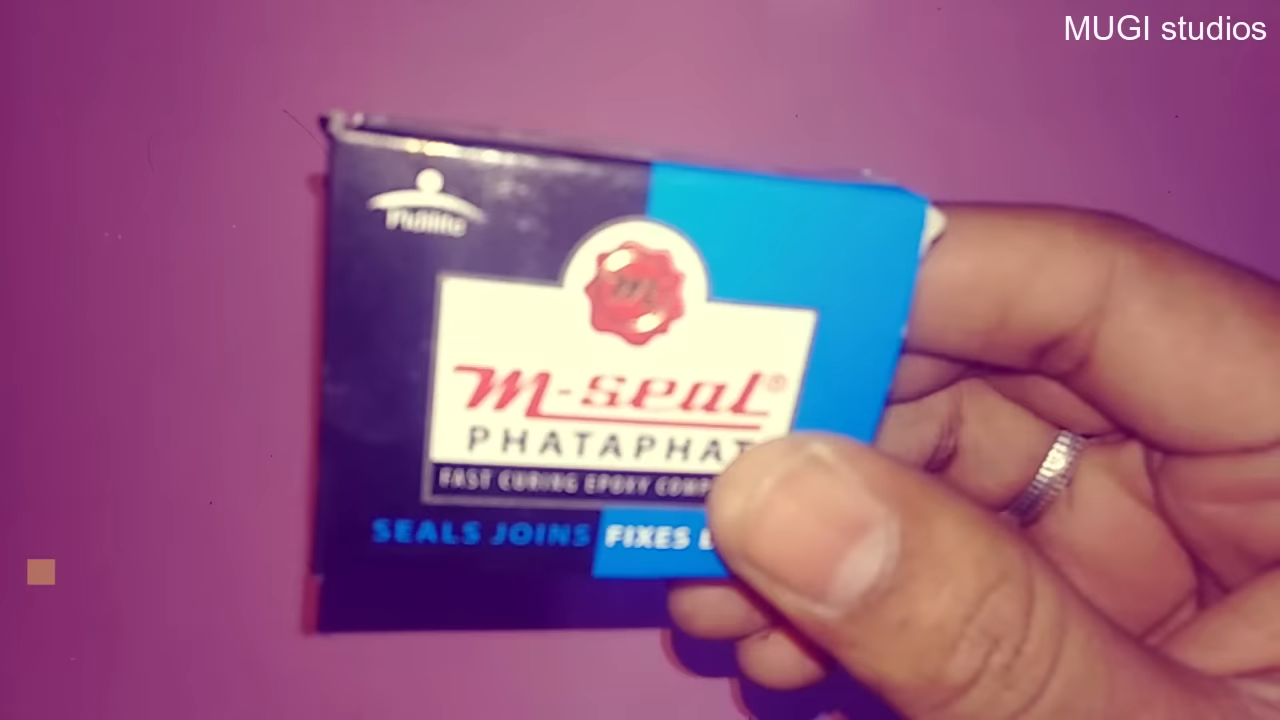 MUGI studios
Pidilite
m
m-seal®
PHATAPHAT
FAST CURING EPOXY
SEALS JOINS FIXES